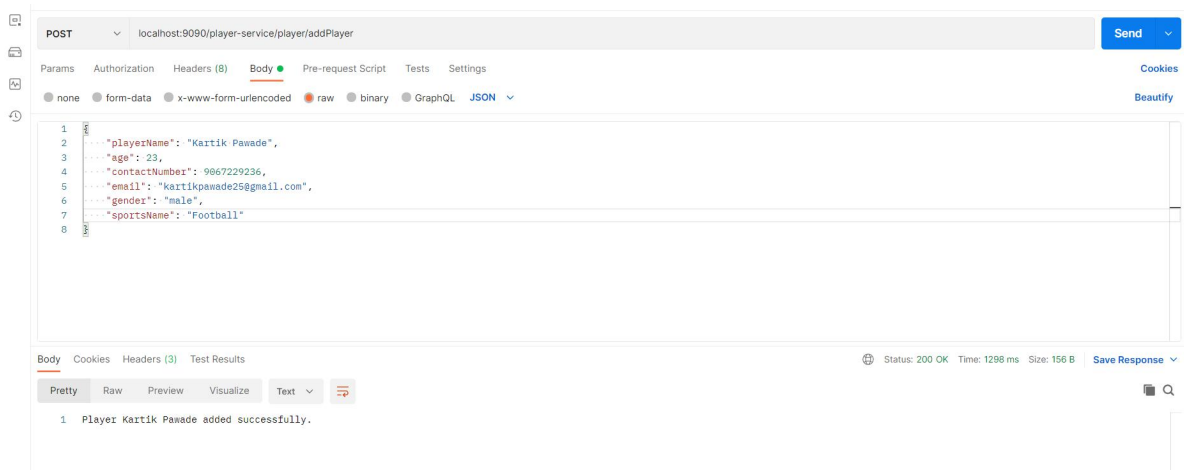 POST localhost:9090/player-service/player/addPlayer Send
Params Authorization Headers (8) Body Pre-request Script Tests Settings Cookies
none form-data x-www-form-urlencoded raw binary GraphQL JSON Beautify
1 {
2 "playerName": "Kartik Pawade",
3 "age": 23,
4 "contactNumber": 9067229236,
5 "email": "kartikpawade25@gmail.com",
6 "gender": "male",
7 "sportsName": "Football"
8 }
Body Cookies Headers (3) Test Results Status: 200 OK Time: 1298 ms Size: 156 B Save Response
Pretty Raw Preview Visualize Text
1 Player Kartik Pawade added successfully.